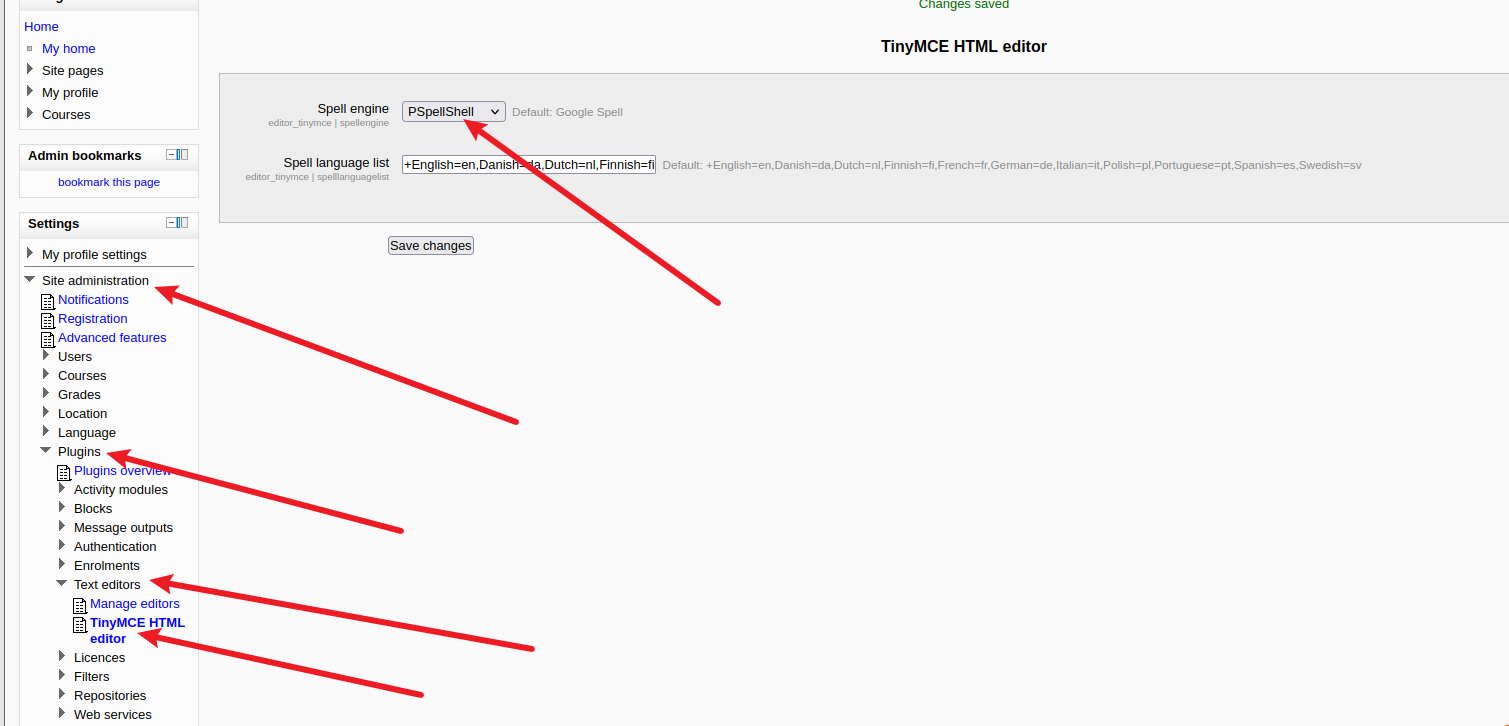 Changes saved
Home
My home
Site pages
My profile
Courses
Admin bookmarks
bookmark this page
Settings
My profile settings
Site administration
Notifications
Registration
Advanced features
Users
Courses
Grades
Location
Language
Plugins
Plugins overview
Activity modules
Blocks
Message outputs
Authentication
Enrolments
Text editors
Manage editors
TinyMCE HTML
editor
Licences
Filters
Repositories
Web services
TinyMCE HTML editor
Spell engine
editor_tinymce | spellengine
PSpellShell
Default: Google Spell
Spell language list
editor_tinymce | spelllanguagelist
+English=en,Danish=da,Dutch=nl,Finnish=fi
Default: +English=en,Danish=da,Dutch=nl,Finnish=fi,French=fr,German=de,Italian=it,Polish=pl,Portuguese=pt,Spanish=es,Swedish=sv
Save changes